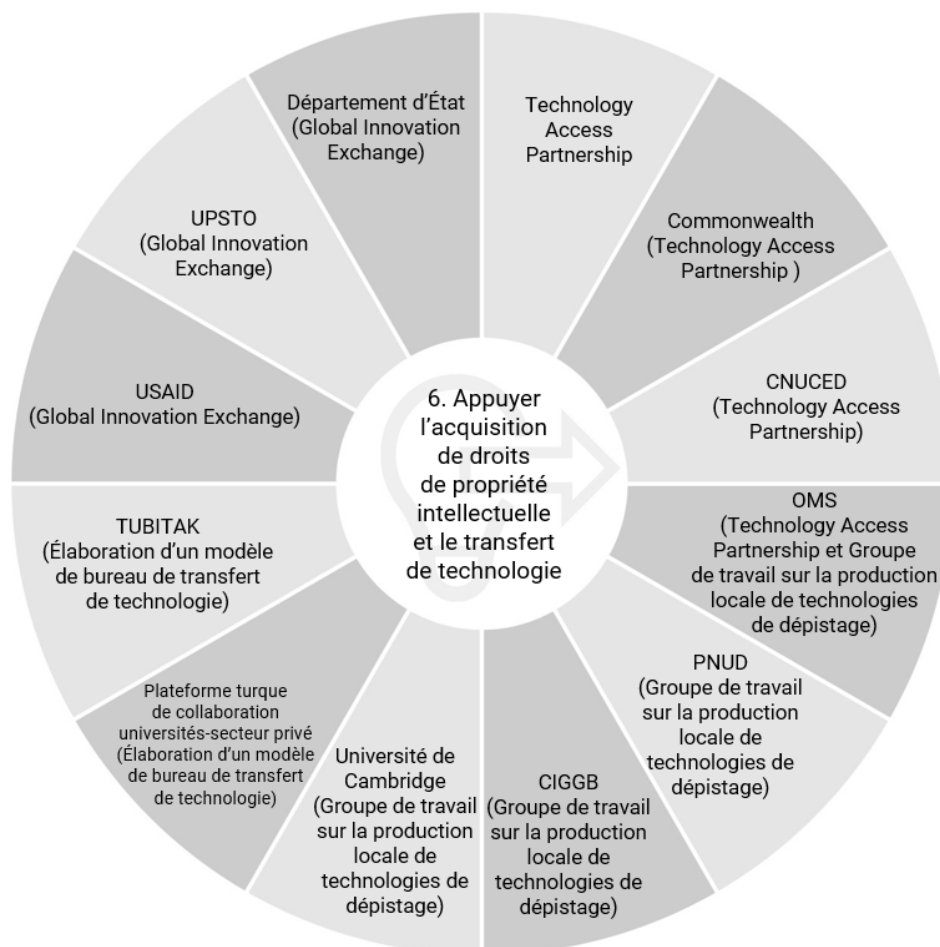 6. Appuyer
l’acquisition
de droits
de propriété
intellectuelle
et le transfert
de technologie
Technology
Access
Partnership
Commonwealth
(Technology Access
Partnership )
CNUCED
(Technology Access
Partnership)
OMS
(Technology Access
Partnership et Groupe
de travail sur la production
locale de technologies
de dépistage)
PNUD
(Groupe de travail
sur la production
locale de
technologies de
dépistage)
CIGGB
(Groupe de travail
sur la production
locale de
technologies de
dépistage)
Université de
Cambridge
(Groupe de travail
sur la production
locale de
technologies de
dépistage)
Plateforme turque
de collaboration
universités-secteur privé
(Élaboration d’un modèle
de bureau de transfert
de technologie)
TUBITAK
(Élaboration d’un modèle
de bureau de transfert
de technologie)
USAID
(Global Innovation Exchange)
UPSTO
(Global Innovation
Exchange)
Département d’État
(Global Innovation
Exchange)